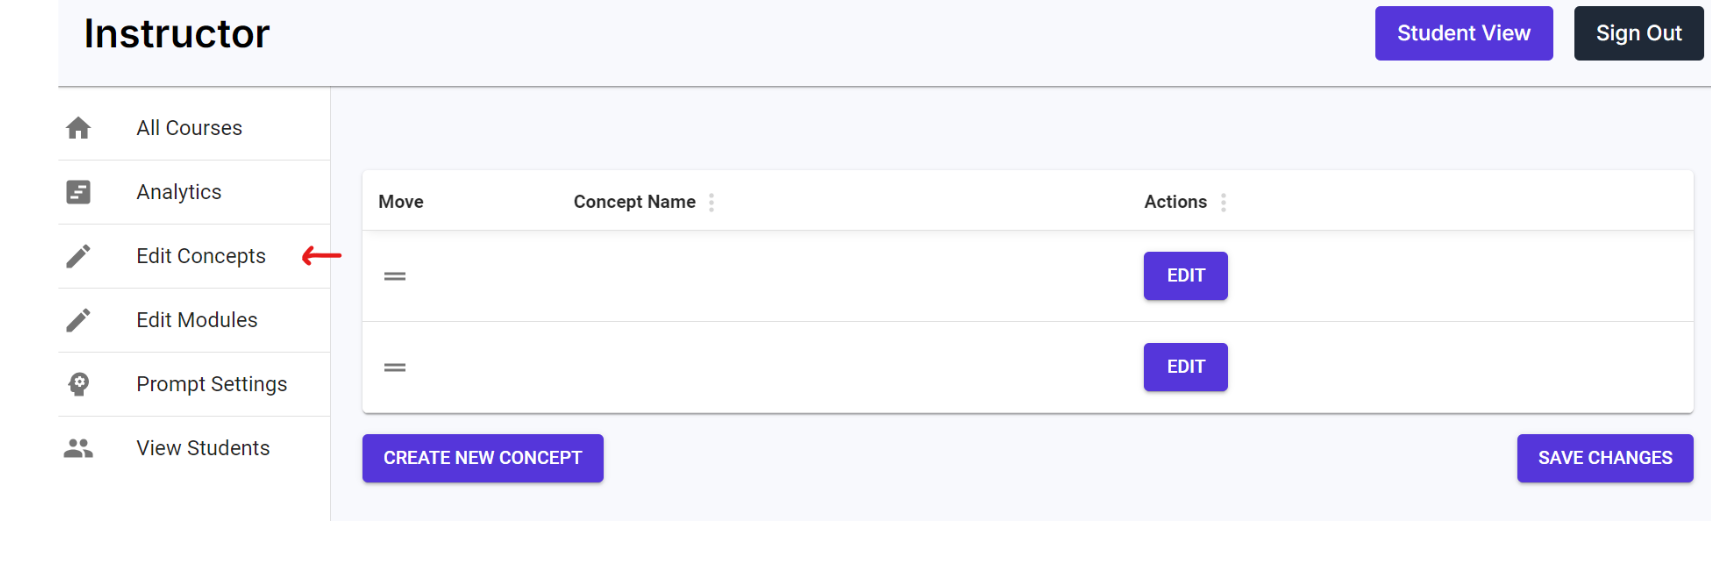 Instructor
Student View
Sign Out
All Courses
Analytics
Edit Concepts
Edit Modules
Prompt Settings
View Students
Move
Concept Name
Actions
EDIT
EDIT
CREATE NEW CONCEPT
SAVE CHANGES